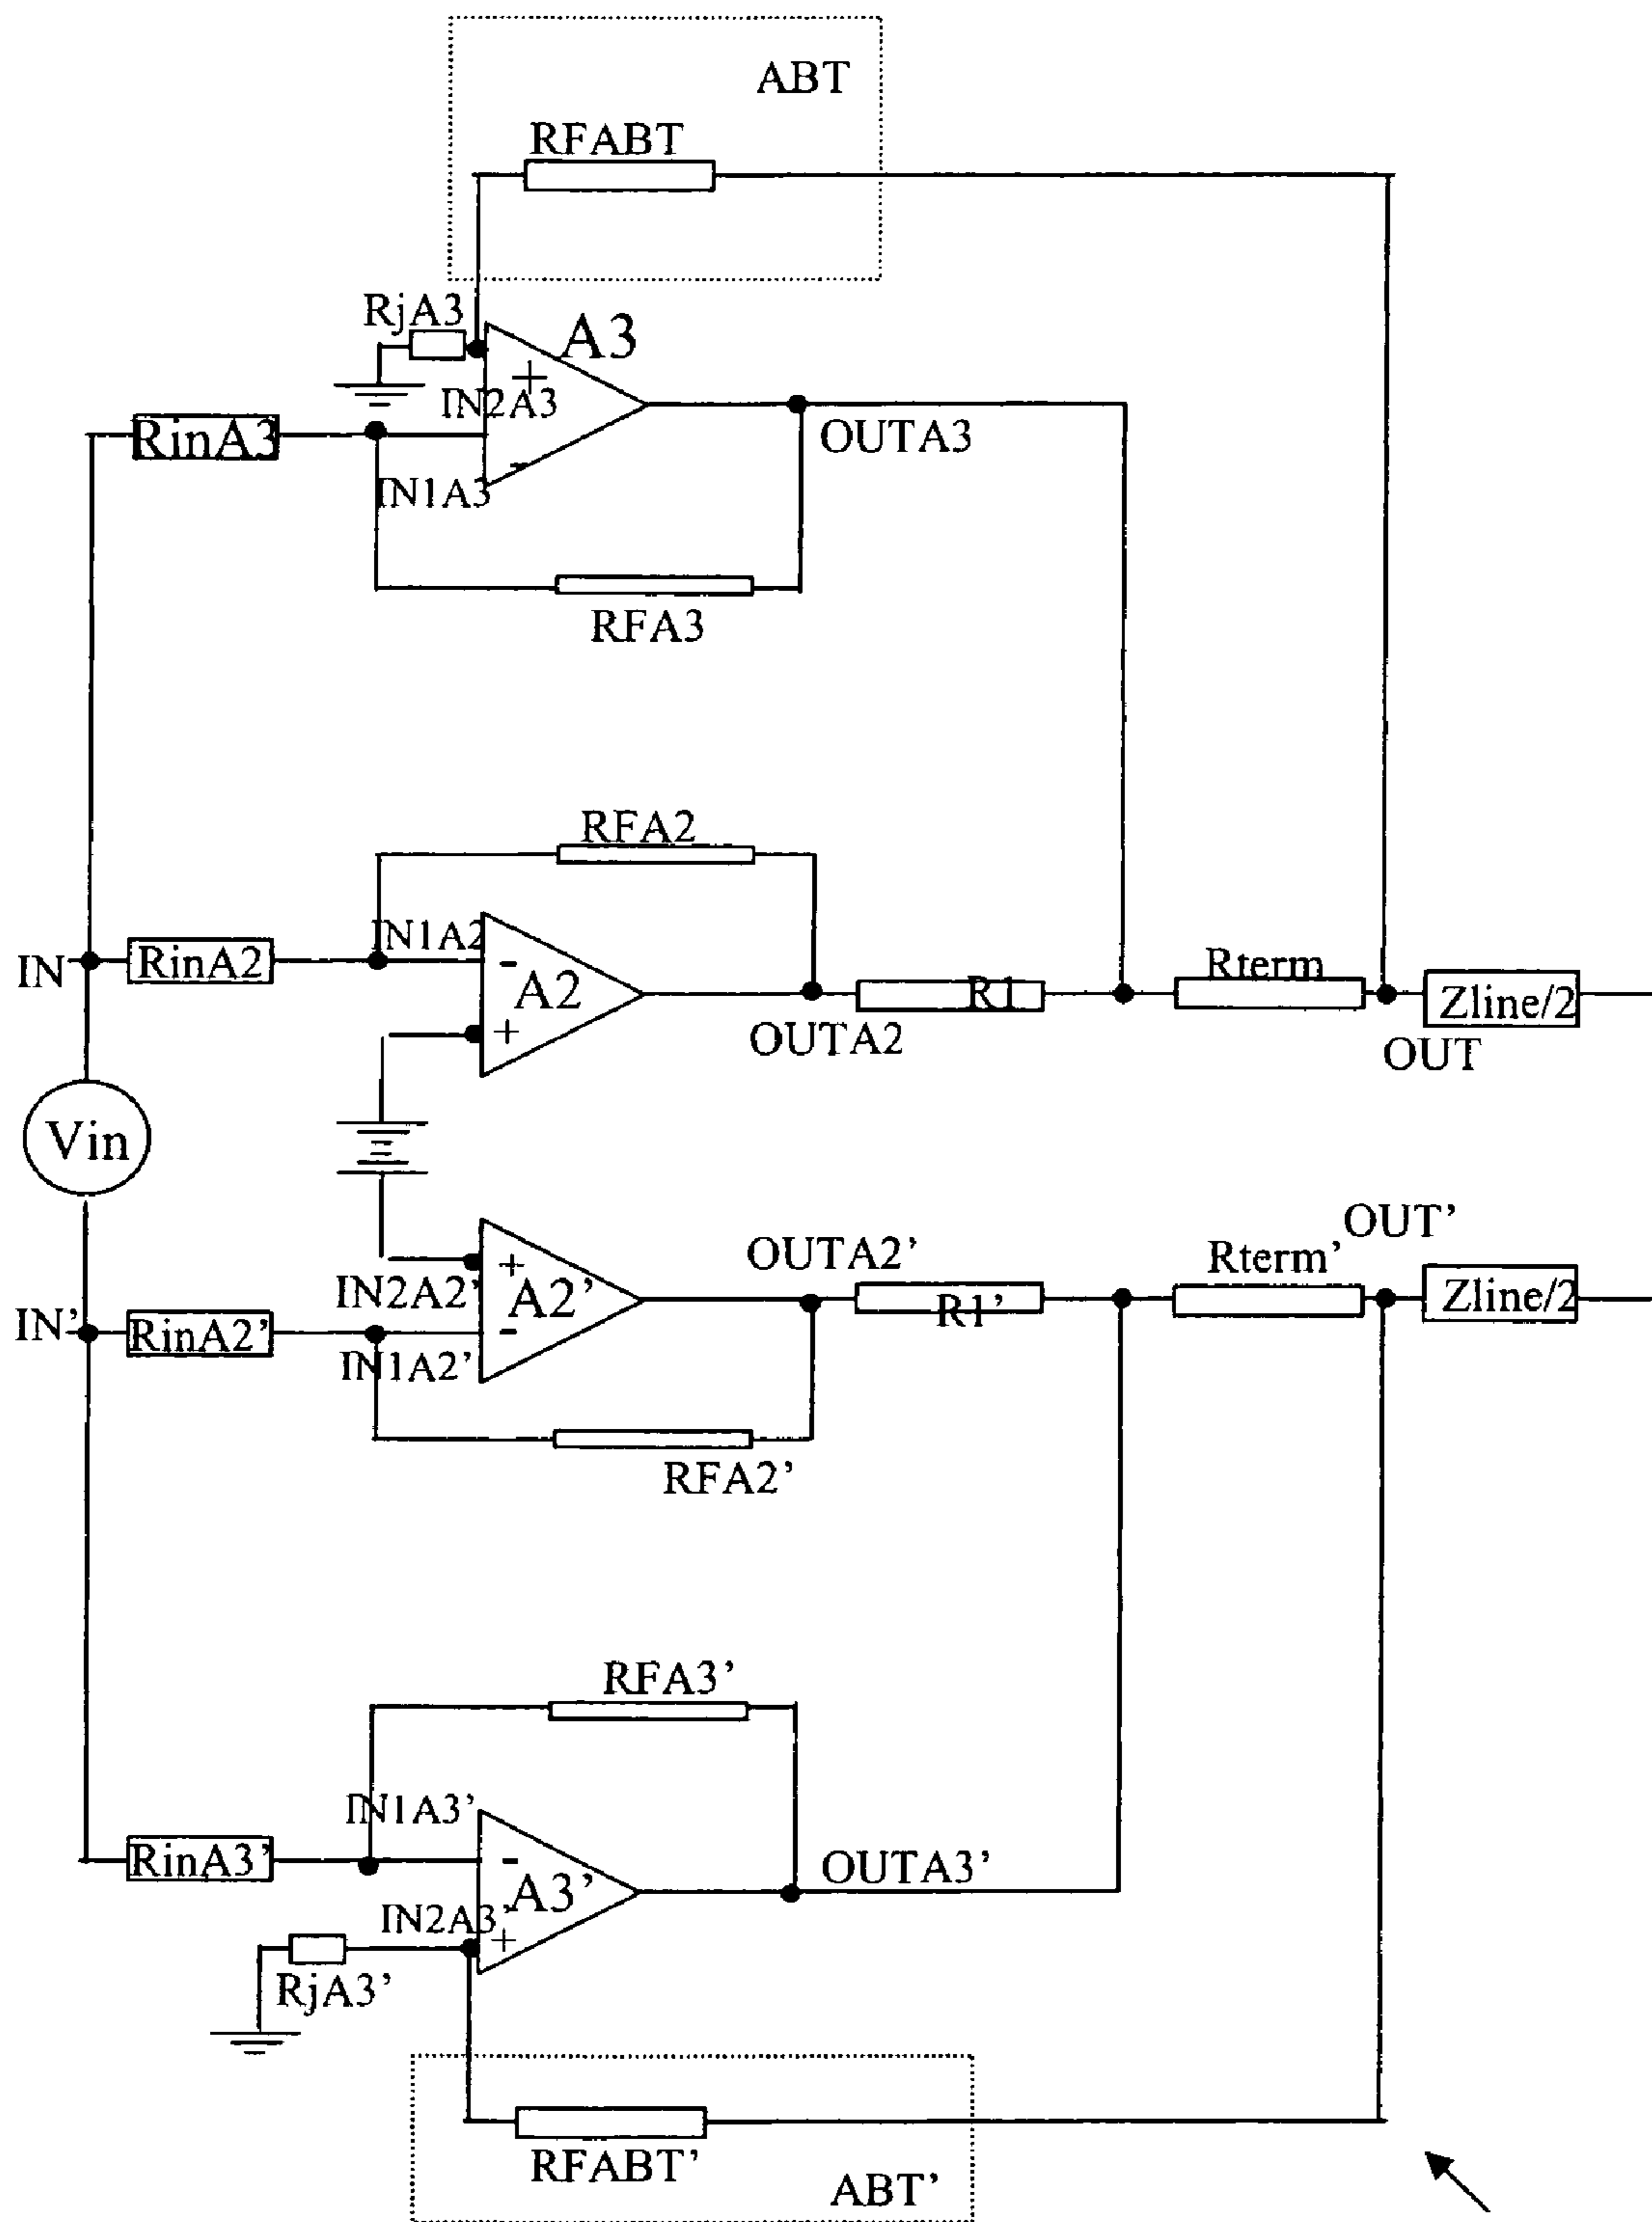 ABT
RFABT
RjA3
A3
+
IN2A3
RinA3
OUTA3
-
IN1A3
RFA3
RFA2
IN1A2
IN
RinA2
-
A2
R1
Rterm
Zline/2
+
OUTA2
OUT
Vin
OUT'
OUTA2'
Rterm'
+
IN2A2'
A2'
R1'
Zline/2
IN'
RinA2'
-
IN1A2'
RFA2'
RFA3'
IN1A3'
RinA3'
-
A3'
OUTA3'
IN2A3'
+
RjA3'
RFABT'
ABT'